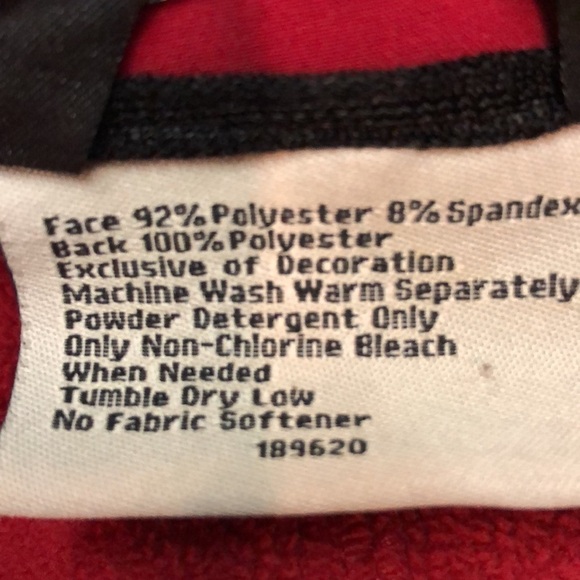 Face 92% Polyester 8% Spandex
Back 100% Polyester
Exclusive of Decoration
Machine Wash Warm Separately
Powder Detergent Only
Only Non-Chlorine Bleach
When Needed
Tumble Dry Low
No Fabric Softener
189620